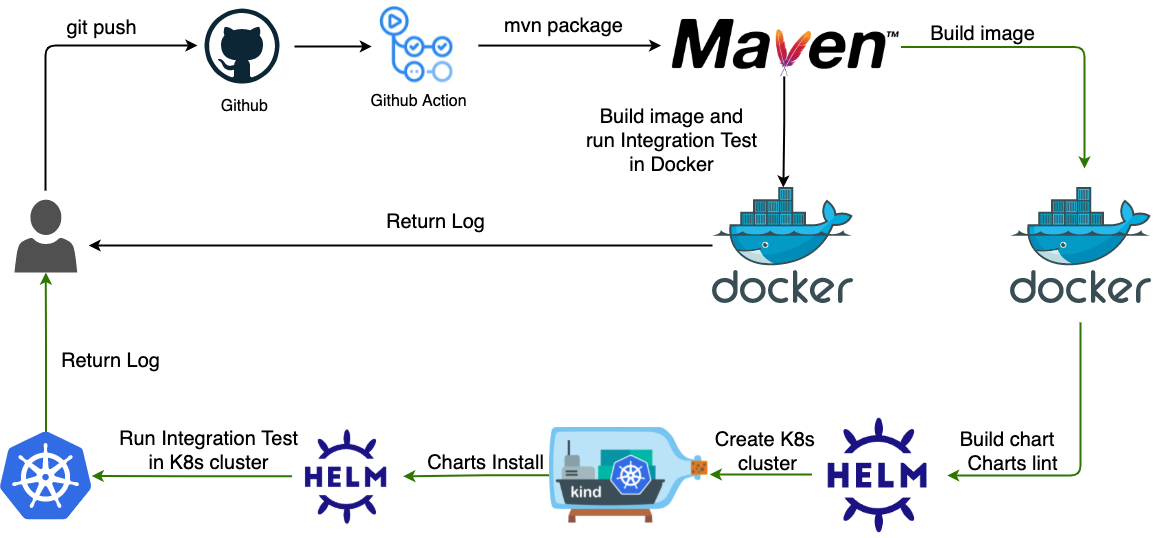 git push
mvn package
Maven™
Build image
Github
Github Action
Build image and
run Integration Test
in Docker
Return Log
docker
docker
Return Log
Run Integration Test
in K8s cluster
HELM
Charts Install
kind
Create K8s
cluster
HELM
Build chart
Charts lint